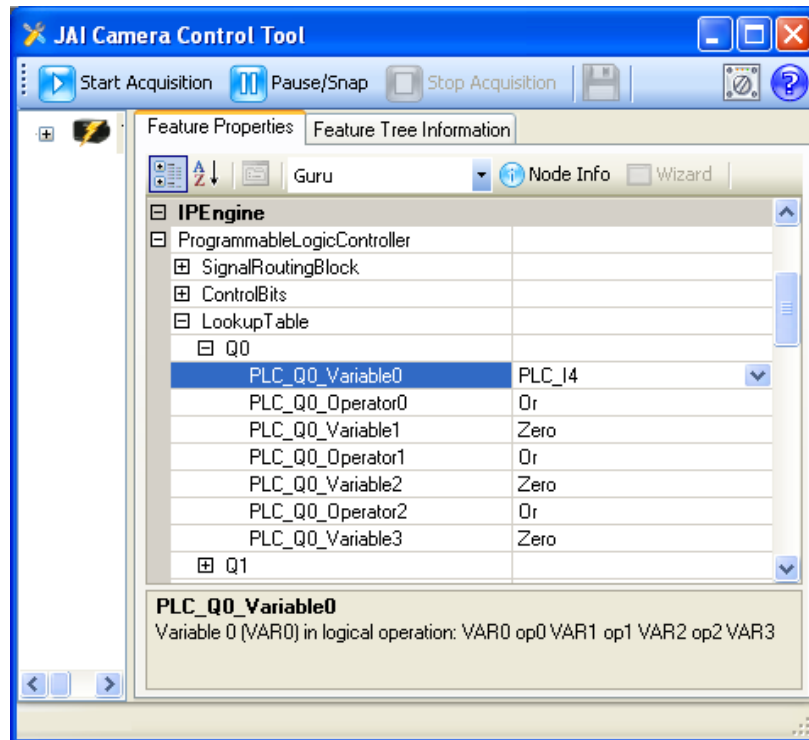 JAI Camera Control Tool
Start Acquisition Pause/Snap Stop Acquisition
Feature Properties Feature Tree Information
Guru Node Info Wizard
IPEngine
ProgrammableLogicController
SignalRoutingBlock
ControlBits
LookupTable
Q0
PLC_Q0_Variable0 PLC_I4
PLC_Q0_Operator0 Or
PLC_Q0_Variable1 Zero
PLC_Q0_Operator1 Or
PLC_Q0_Variable2 Zero
PLC_Q0_Operator2 Or
PLC_Q0_Variable3 Zero
Q1
PLC_Q0_Variable0
Variable 0 (VAR0) in logical operation: VAR0 op0 VAR1 op1 VAR2 op2 VAR3